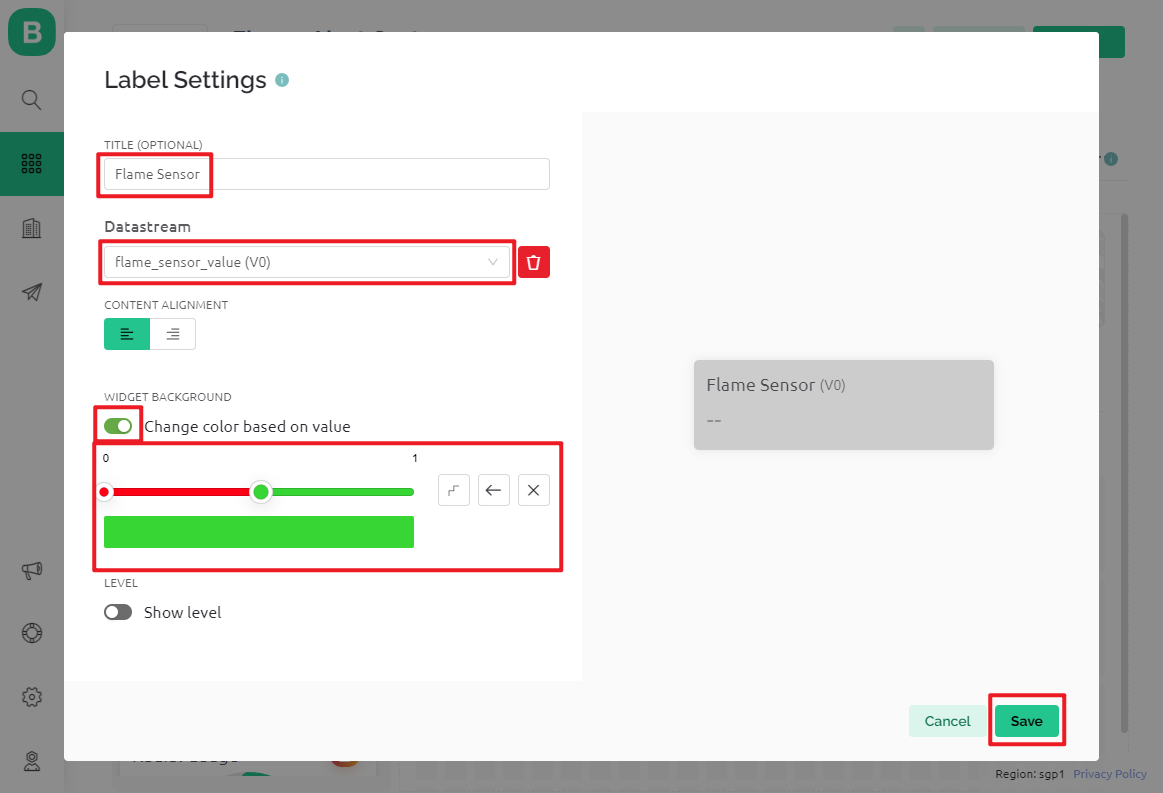 B
Label Settings
TITLE (OPTIONAL)
Flame Sensor
Datastream
flame_sensor_value (V0)
CONTENT ALIGNMENT
WIDGET BACKGROUND
Change color based on value
0 1
LEVEL
Show level
Flame Sensor (V0)
--
Cancel Save
Region: sgp1 Privacy Policy